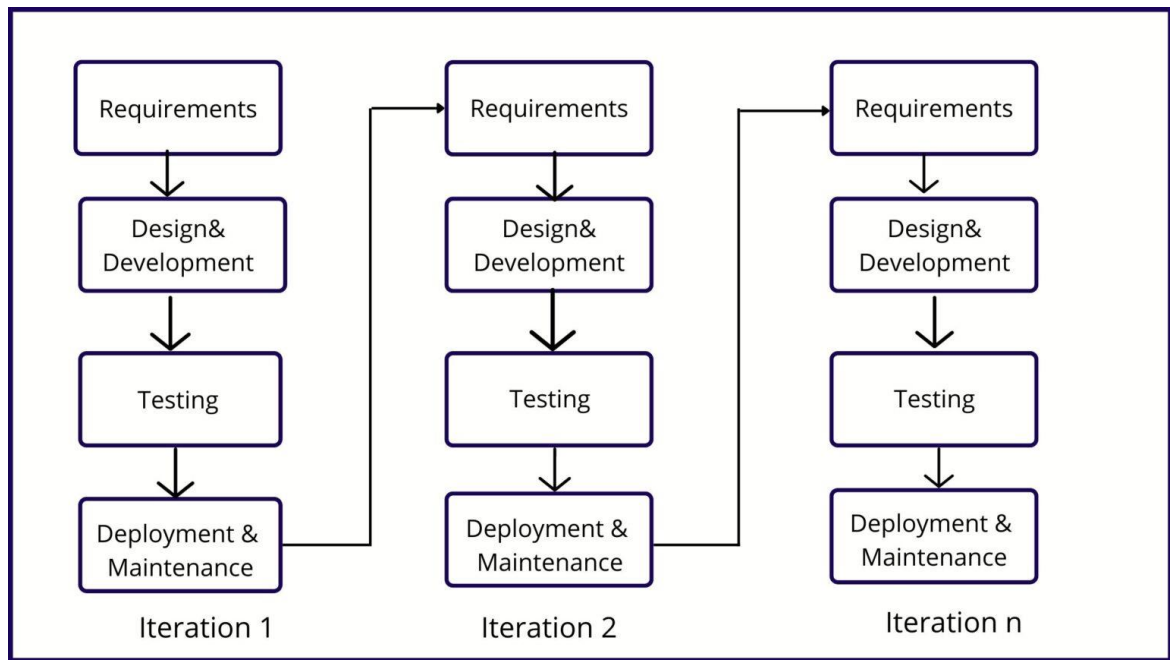 Requirements
Design&
Development
Testing
Deployment &
Maintenance
Iteration 1
Requirements
Design&
Development
Testing
Deployment &
Maintenance
Iteration 2
Requirements
Design&
Development
Testing
Deployment &
Maintenance
Iteration n